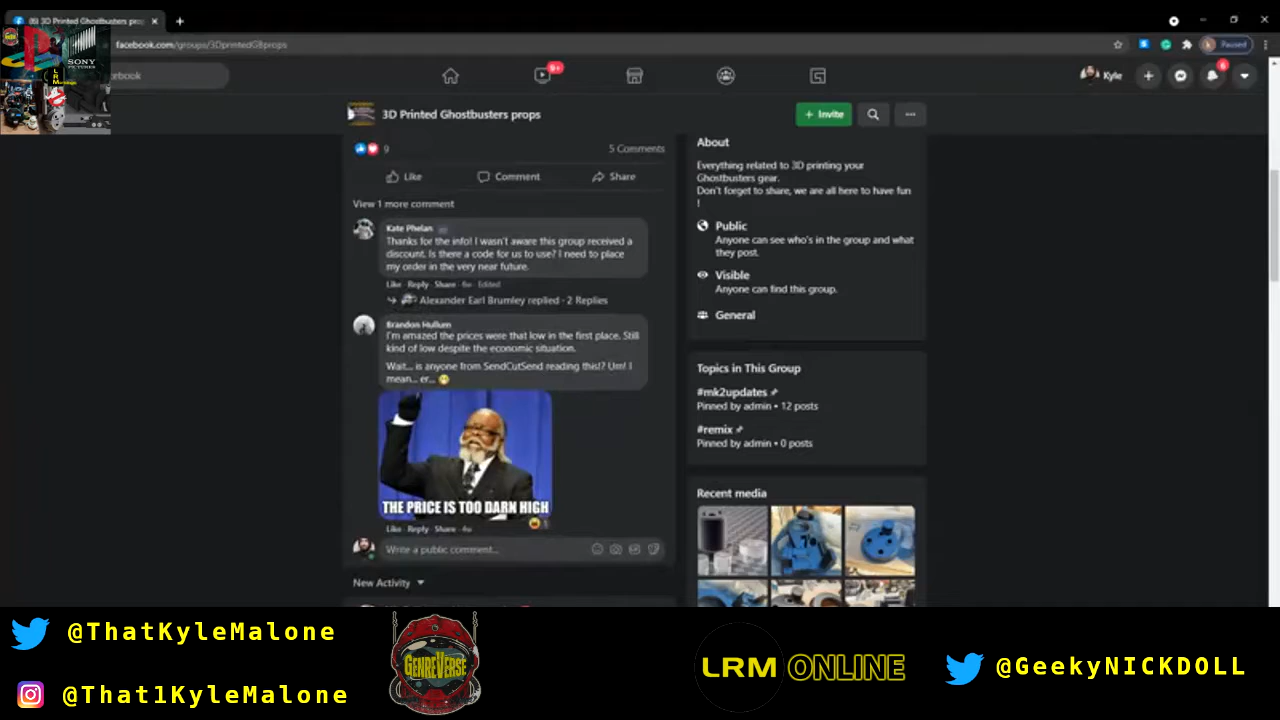 (6) 3D Printed Ghostbusters prop
facebook.com/groups/3DprintedGBprops
Paused
SONY
PICTURES
LRMornings
cebook
9+
Kyle
6
3D Printed Ghostbusters props
+ Invite
9
5 Comments
Like
Comment
Share
View 1 more comment
Kate Phelan
Thanks for the info! I wasn't aware this group received a
discount. Is there a code for us to use? I need to place
my order in the very near future.
Like · Reply · Share · 6w · Edited
Alexander Earl Brumley replied · 2 Replies
Brandon Hullum
I'm amazed the prices were that low in the first place. Still
kind of low despite the economic situation.
Wait... is anyone from SendCutSend reading this!? Um! I
mean... er...
THE PRICE IS TOO DARN HIGH
1
Like · Reply · Share · 4w
Write a public comment...
New Activity
About
Everything related to 3D printing your
Ghostbusters gear.
Don't forget to share, we are all here to have fun
!
Public
Anyone can see who's in the group and what
they post.
Visible
Anyone can find this group.
General
Topics in This Group
#mk2updates
Pinned by admin • 12 posts
#remix
Pinned by admin • 0 posts
Recent media
@ThatKyleMalone
@That1KyleMalone
GENREVERSE
LRM ONLINE
@GeekyNICKDOLL